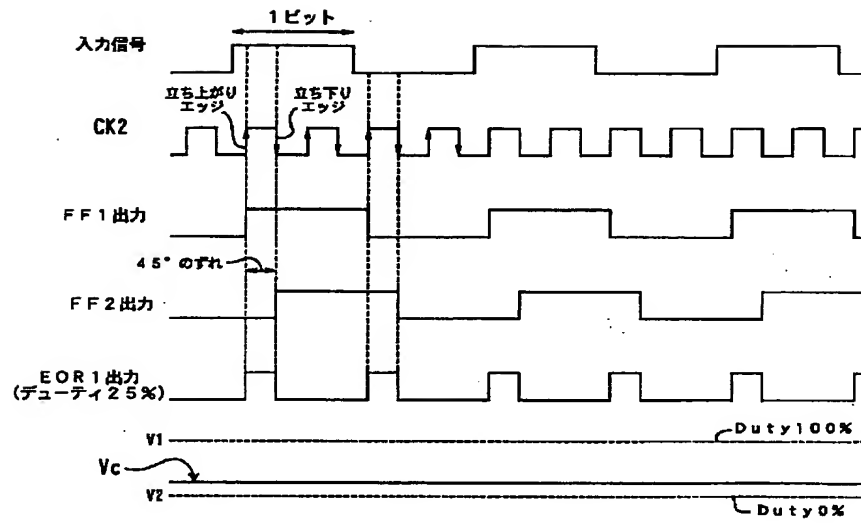 1ビット
入力信号
立ち上がり
エッジ
立ち下り
エッジ
CK2
FF1出力
45°のずれ
FF2出力
EOR1出力
(デューティ25%)
V1
Duty100%
Vc
V2
Duty0%